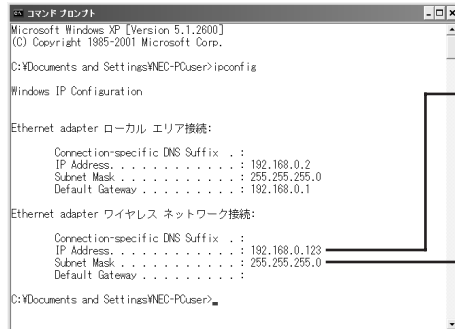 コマンド プロンプト
Microsoft Windows XP [Version 5.1.2600]
(C) Copyright 1985-2001 Microsoft Corp.
C:¥Documents and Settings¥NEC-PCuser>ipconfig
Windows IP Configuration
Ethernet adapter ローカル エリア接続:
Connection-specific DNS Suffix  . :
IP Address. . . . . . . . . . . . : 192.168.0.2
Subnet Mask . . . . . . . . . . . : 255.255.255.0
Default Gateway . . . . . . . . . : 192.168.0.1
Ethernet adapter ワイヤレス ネットワーク接続:
Connection-specific DNS Suffix  . :
IP Address. . . . . . . . . . . . : 192.168.0.123
Subnet Mask . . . . . . . . . . . : 255.255.255.0
Default Gateway . . . . . . . . . :
C:¥Documents and Settings¥NEC-PCuser>_